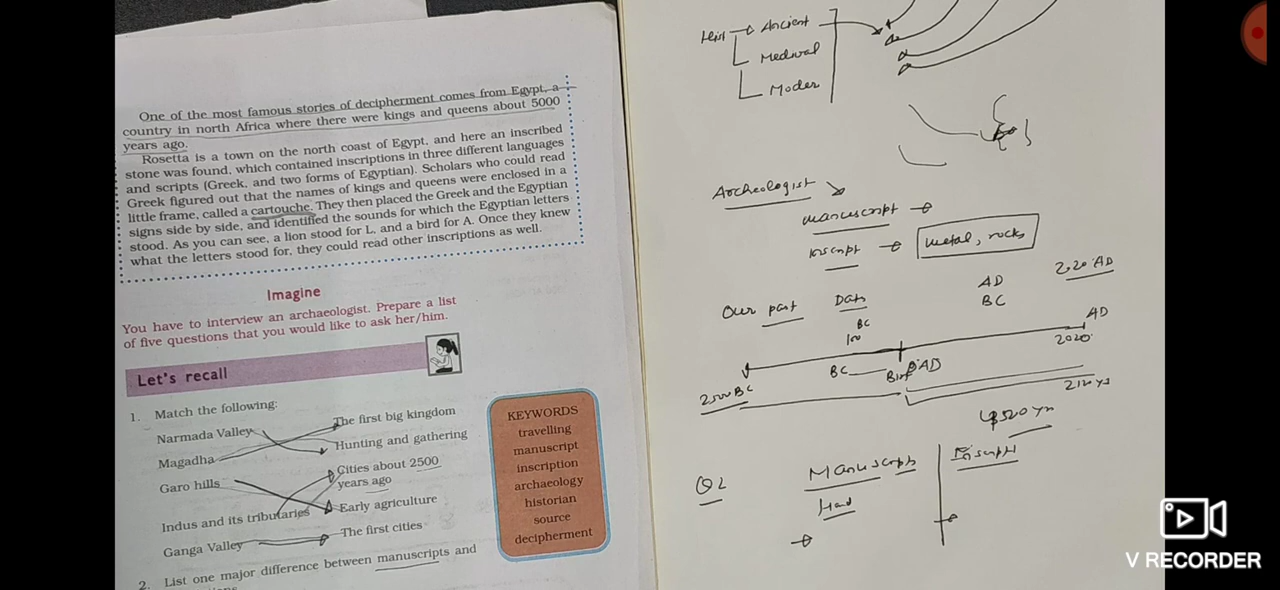 One of the most famous stories of decipherment comes from Egypt, a
country in north Africa where there were kings and queens about 5000
years ago.
Rosetta is a town on the north coast of Egypt, and here an inscribed
stone was found, which contained inscriptions in three different languages
and scripts (Greek, and two forms of Egyptian). Scholars who could read
Greek figured out that the names of kings and queens were enclosed in a
little frame, called a cartouche. They then placed the Greek and the Egyptian
signs side by side, and identified the sounds for which the Egyptian letters
stood. As you can see, a lion stood for L, and a bird for A. Once they knew
what the letters stood for, they could read other inscriptions as well.
Imagine
You have to interview an archaeologist. Prepare a list
of five questions that you would like to ask her/him.
Let's recall
1. Match the following:
Narmada Valley
Magadha
Garo hills
Indus and its tributaries
Ganga Valley
The first big kingdom
Hunting and gathering
Cities about 2500
years ago
Early agriculture
The first cities
2. List one major difference between manuscripts and
KEYWORDS
travelling
manuscript
inscription
archaeology
historian
source
decipherment
Hist Ancient
Medival
Moder
Archeologist
manuscript
metal, rocks
Our past Date
AD
BC
2020 AD
BC
100
AD
2020
2500 BC
BC
AD
Q2
Manuscripts
Hand
V RECORDER